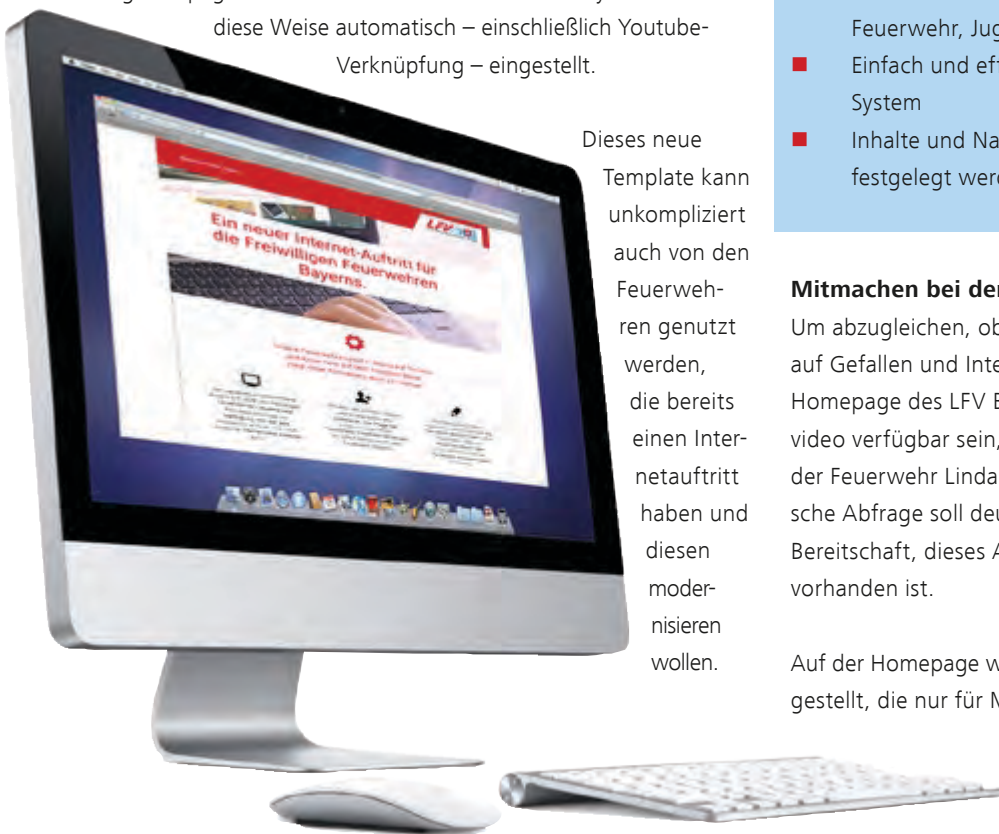 diese Weise automatisch – einschließlich Youtube-
Verknüpfung – eingestellt.
Dieses neue
Template kann
unkompliziert
auch von den
Feuerweh-
ren genutzt
werden,
die bereits
einen Inter-
netauftritt
haben und
diesen
moder-
nisieren
wollen.
LFV
Ein neuer Internet-Auftritt für
die Freiwilligen Feuerwehren
Bayerns.
Feuerwehr, Jug
Einfach und eff
System
Inhalte und Na
festgelegt werd
Mitmachen bei der
Um abzugleichen, ob
auf Gefallen und Inte
Homepage des LFV B
video verfügbar sein,
der Feuerwehr Linda
sche Abfrage soll deu
Bereitschaft, dieses A
vorhanden ist.
Auf der Homepage w
gestellt, die nur für M